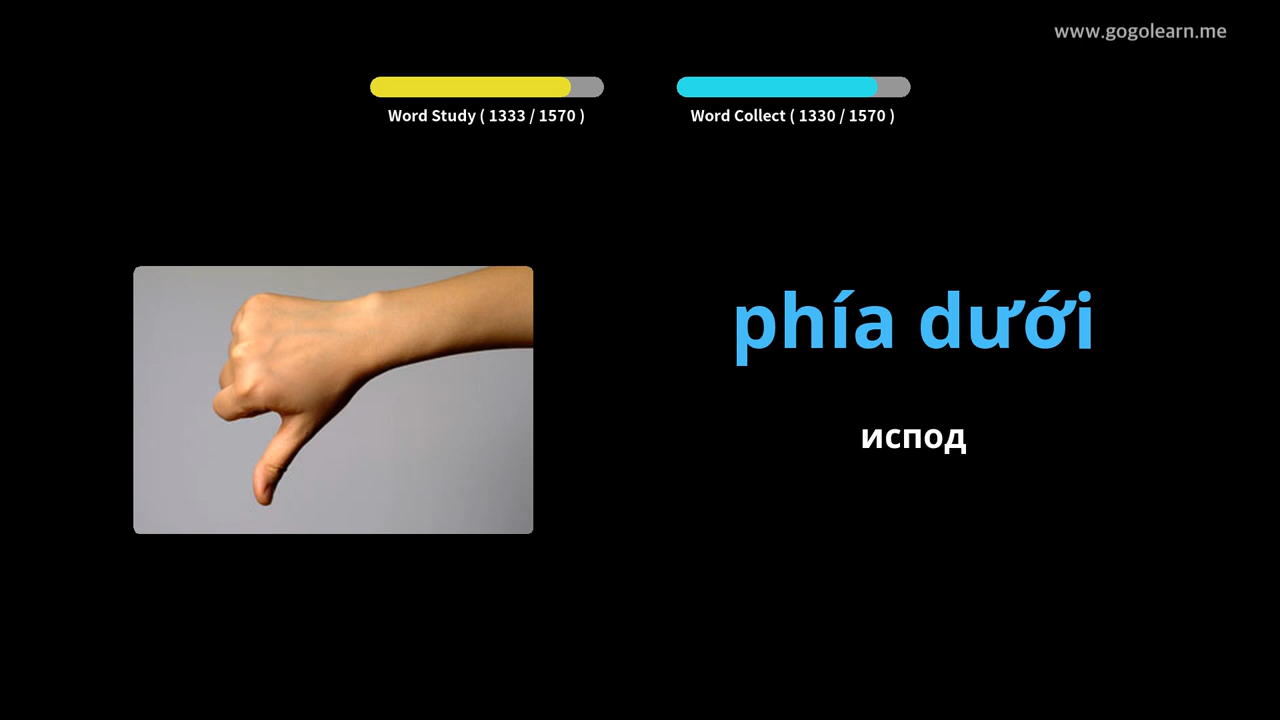 www.gogolearn.me
Word Study ( 1333 / 1570 )
Word Collect ( 1330 / 1570 )
phía dưới
испод